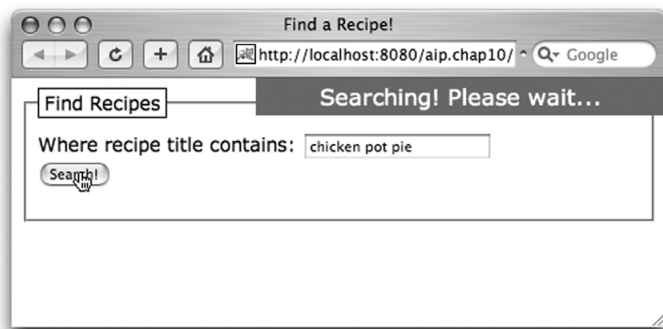 Find a Recipe!
http://localhost:8080/aip.chap10/
Google
Searching! Please wait...
Find Recipes
Where recipe title contains: chicken pot pie
Search!